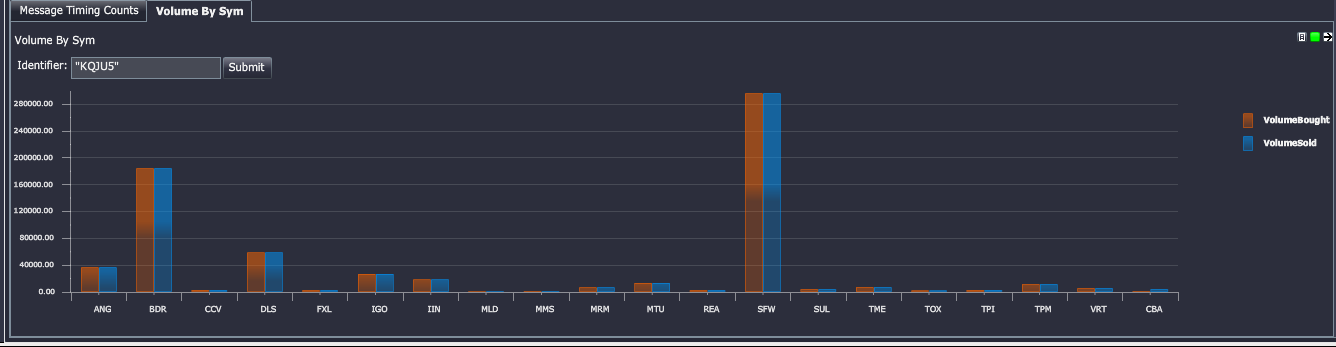 Message Timing Counts
Volume By Sym
Volume By Sym
Identifier: "KQJU5" Submit
280000.00
240000.00
200000.00
160000.00
120000.00
80000.00
40000.00
0.00
ANG BDR CCV DLS FXL IGO IIN MLD MMS MRM MTU REA SFW SUL TME TOX TPI TPM VRT CBA
VolumeBought
VolumeSold